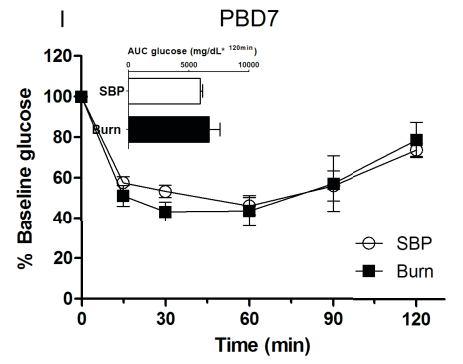 I PBD7
AUC glucose (mg/dL* 120min)
0 5000 10000
SBP
Burn
120
100
80
60
40
20
0
% Baseline glucose
SBP
Burn
0 30 60 90 120
Time (min)